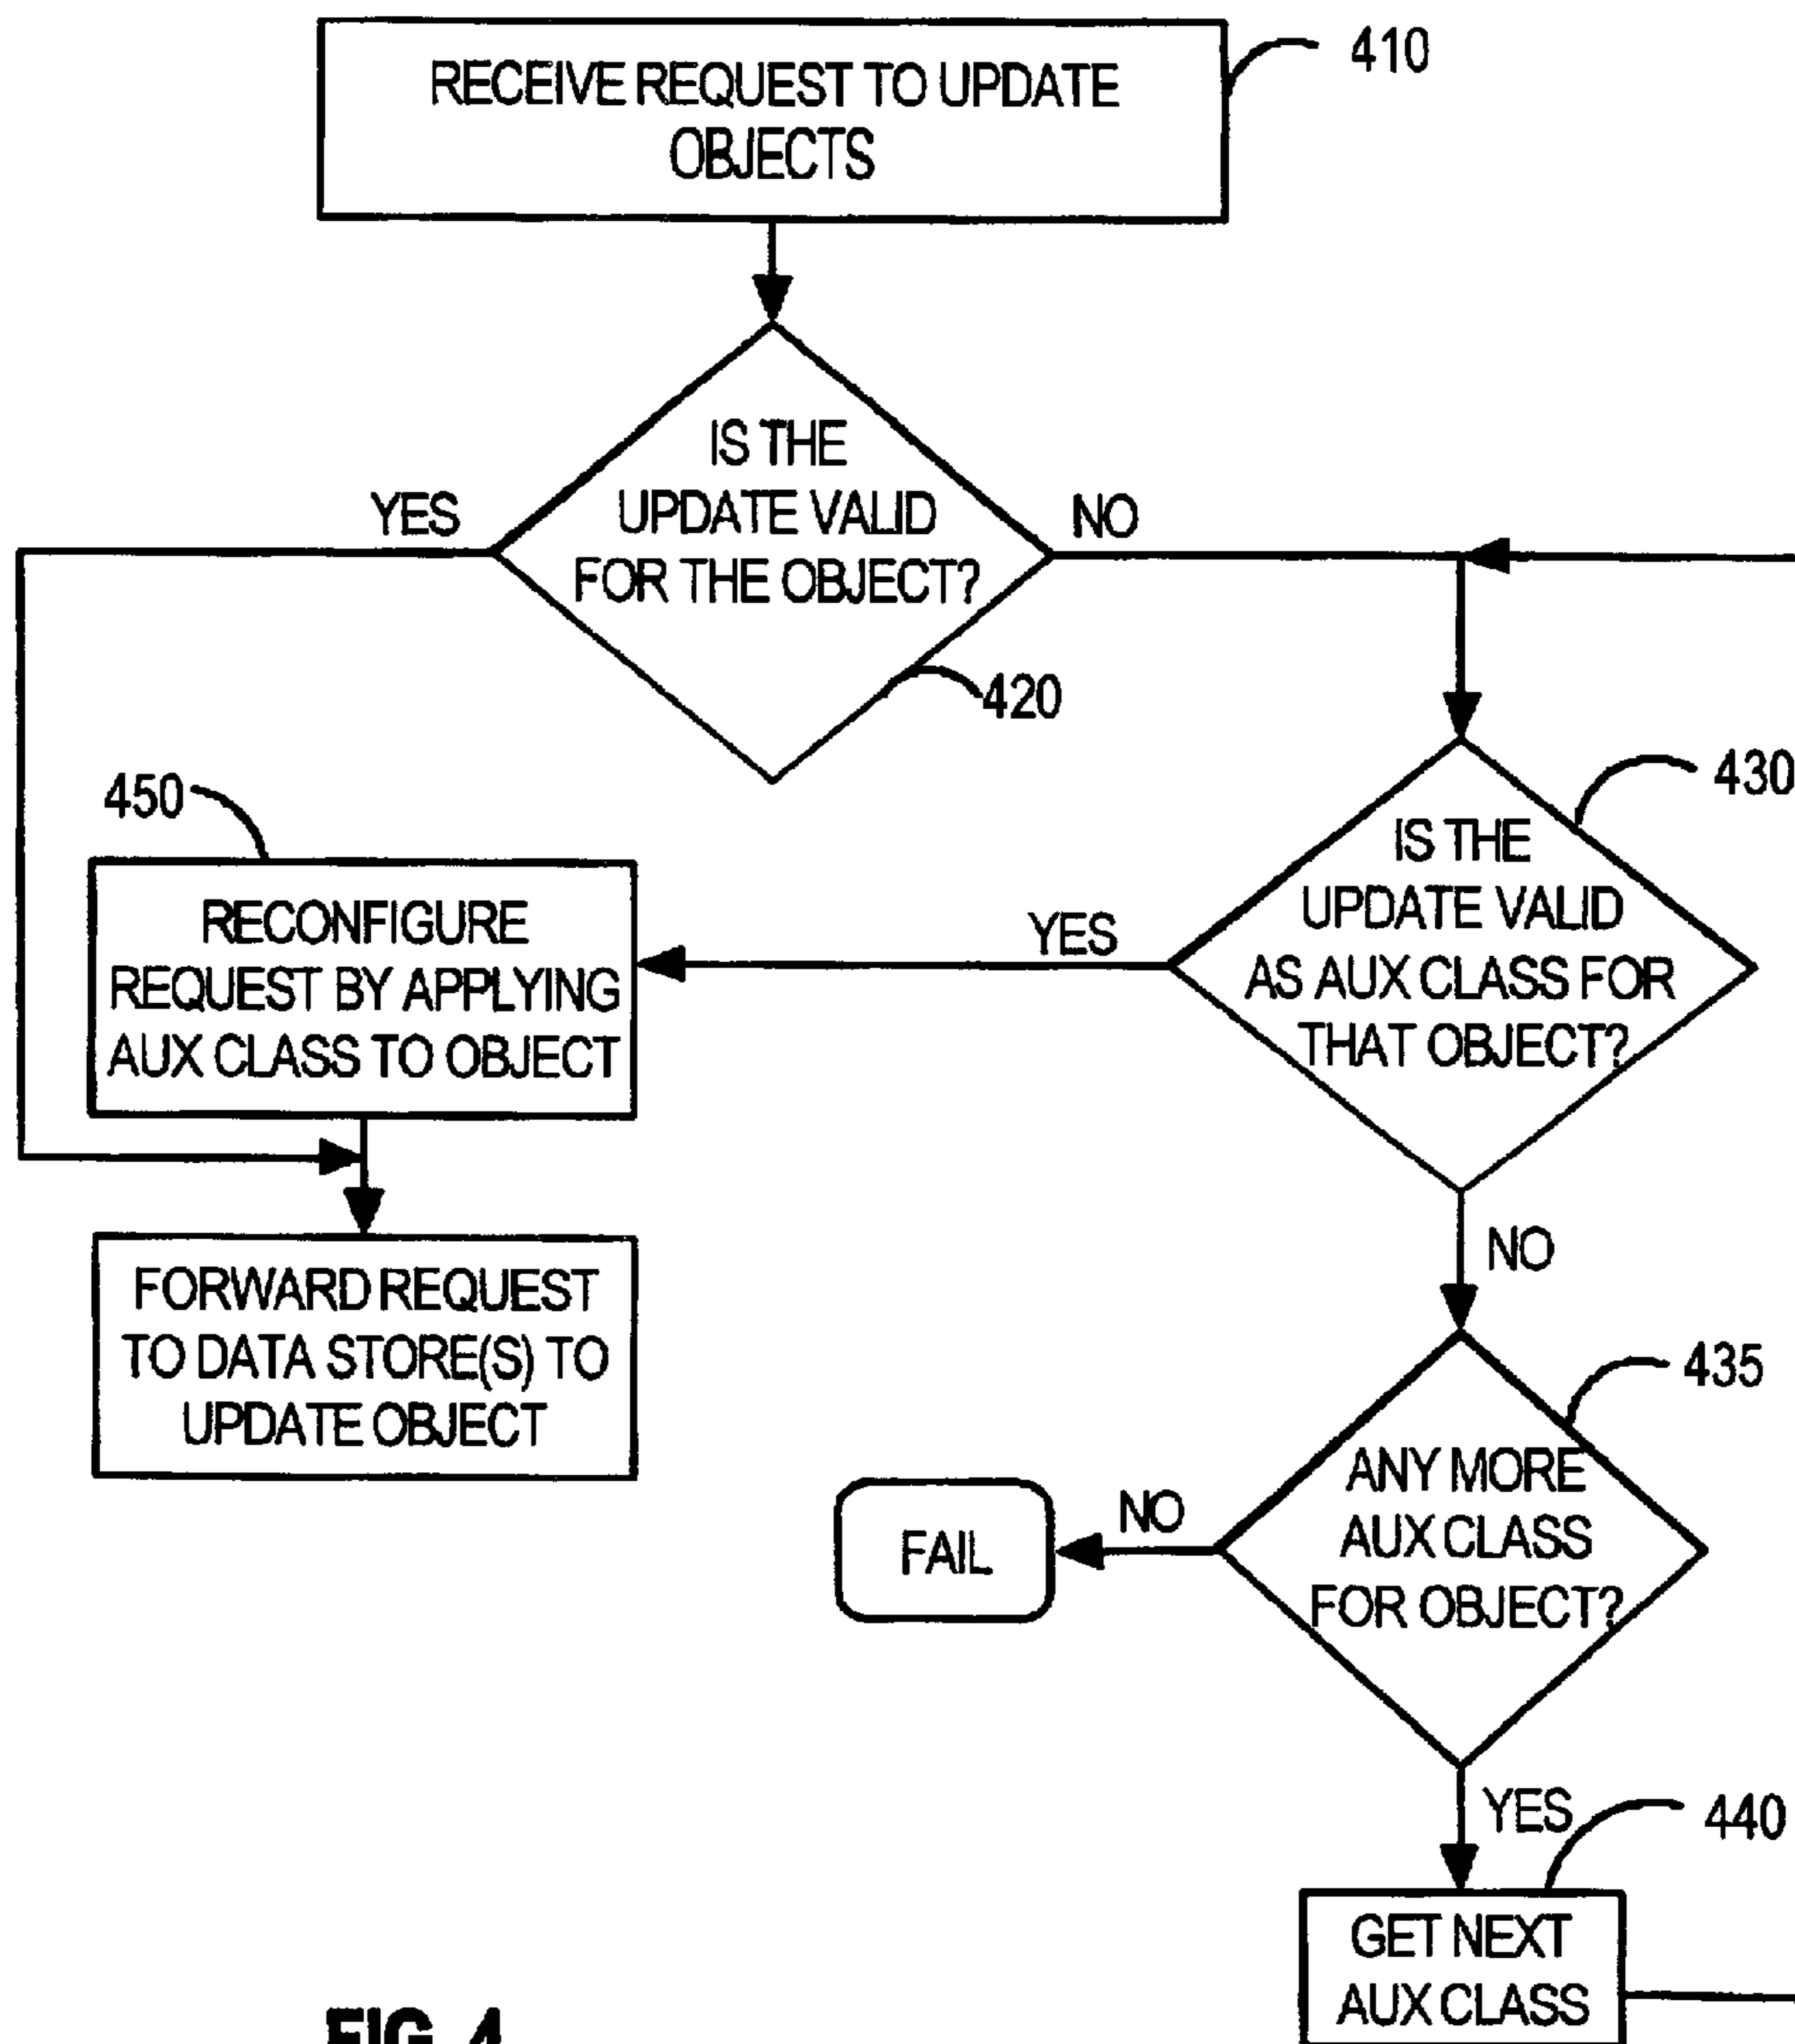 RECEIVE REQUEST TO UPDATE
OBJECTS
410
IS THE
UPDATE VALID
FOR THE OBJECT?
YES
NO
420
450
430
RECONFIGURE
REQUEST BY APPLYING
AUX CLASS TO OBJECT
YES
IS THE
UPDATE VALID
AS AUX CLASS FOR
THAT OBJECT?
NO
FORWARD REQUEST
TO DATA STORE(S) TO
UPDATE OBJECT
435
ANY MORE
AUX CLASS
FOR OBJECT?
NO
FAIL
YES
440
GET NEXT
AUX CLASS
FIG. 4